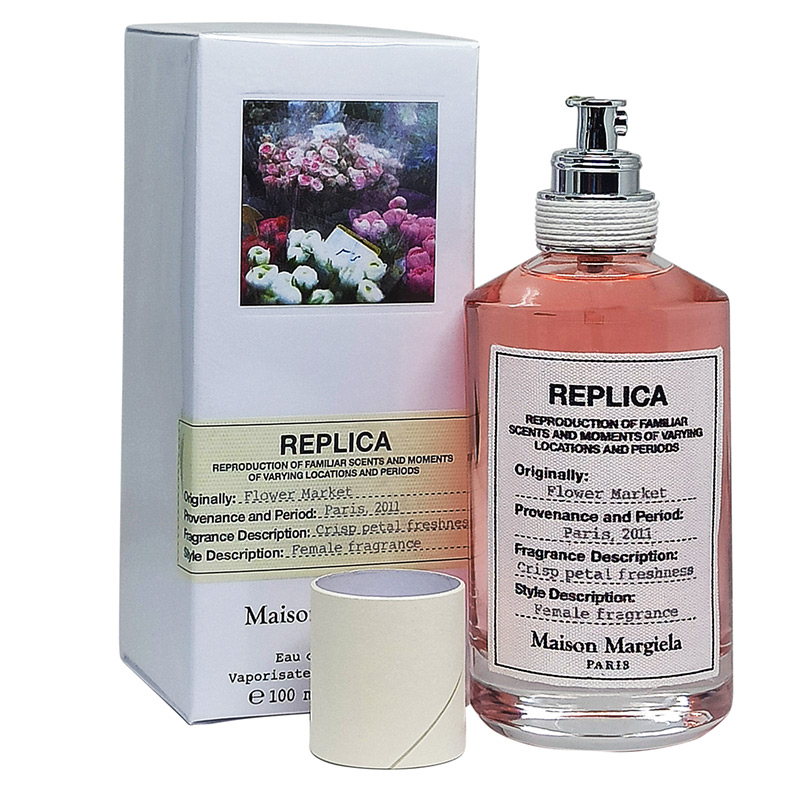 REPLICA
REPRODUCTION OF FAMILIAR SCENTS AND MOMENTS
OF VARYING LOCATIONS AND PERIODS
Originally: Flower Market
Provenance and Period: Paris, 2011
Fragrance Description: Crisp petal freshness
Style Description: Female fragrance
Maison
Eau
Vaporisate
℮ 100
REPLICA
REPRODUCTION OF FAMILIAR
SCENTS AND MOMENTS OF VARYING
LOCATIONS AND PERIODS
Originally:
Flower Market
Provenance and Period:
Paris, 2011
Fragrance Description:
Crisp petal freshness
Style Description:
Female fragrance
Maison Margiela
PARIS